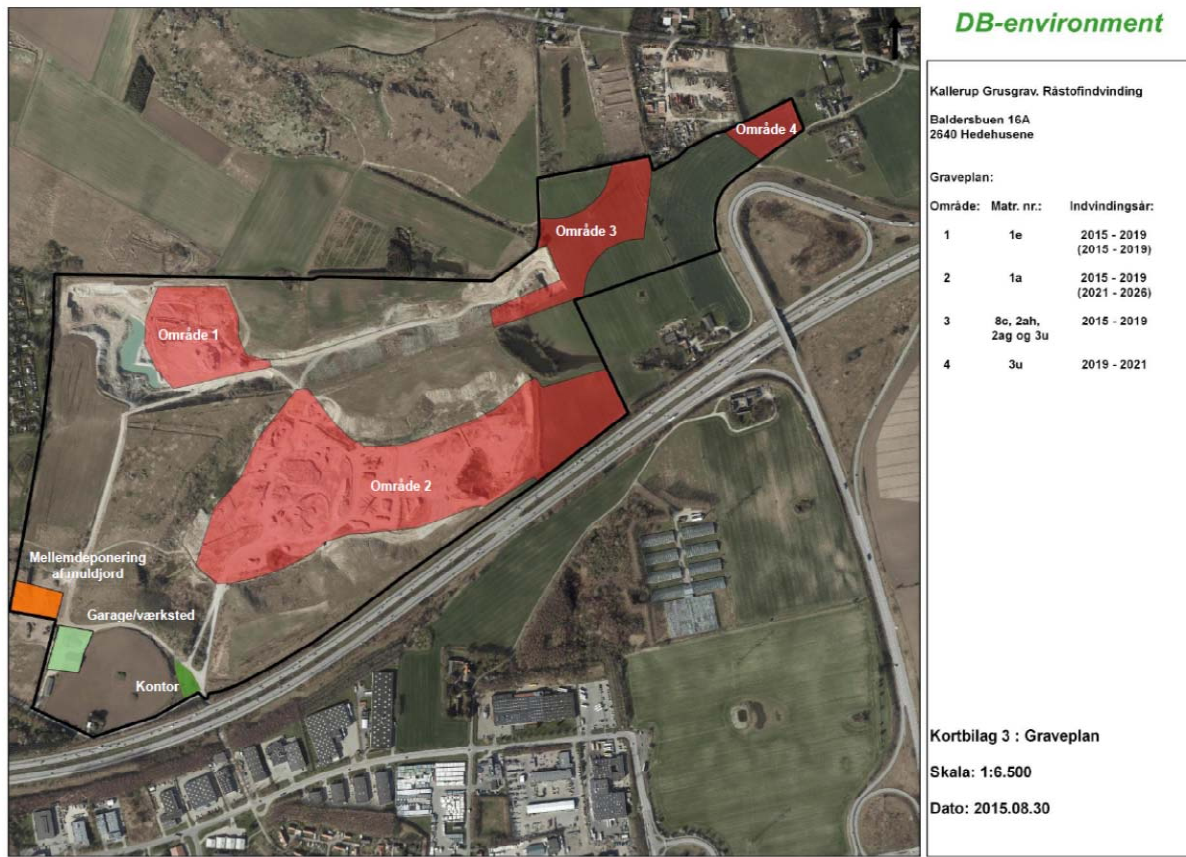 DB-environment
Kallerup Grusgrav. Råstofindvinding
Baldersbuen 16A
2640 Hedehusene
Graveplan:
Område: Matr. nr.: Indvindingsår:
1 1e 2015 - 2019
(2015 - 2019)
2 1a 2015 - 2019
(2021 - 2026)
3 8c, 2ah, 2015 - 2019
2ag og 3u
4 3u 2019 - 2021
Kortbilag 3 : Graveplan
Skala: 1:6.500
Dato: 2015.08.30
Område 4
Område 3
Område 1
Område 2
Mellemdeponering
af muldjord
Garage/værksted
Kontor